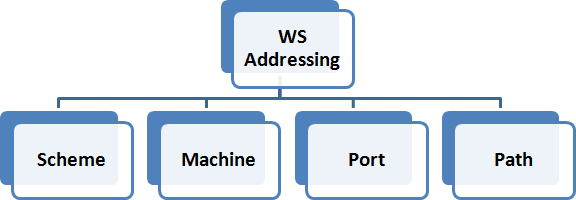 WS
Addressing
Scheme
Machine
Port
Path